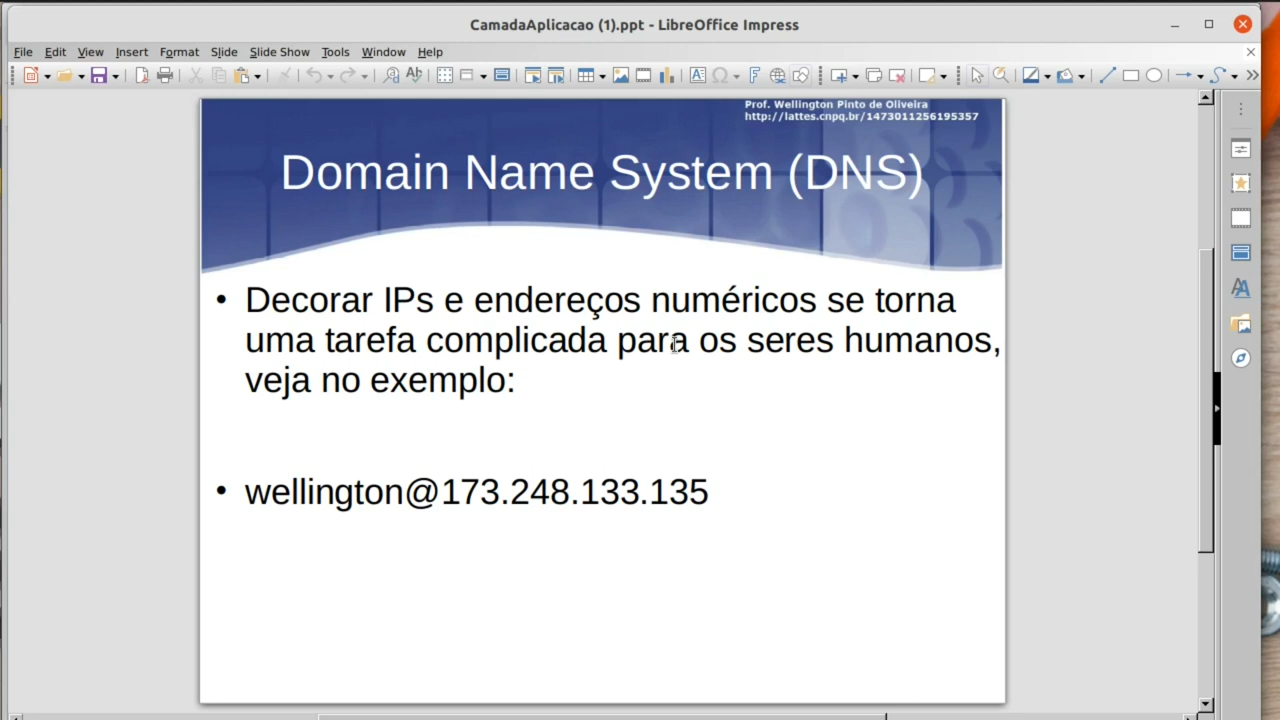 CamadaAplicacao (1).ppt - LibreOffice Impress
File Edit View Insert Format Slide Slide Show Tools Window Help
Prof. Wellington Pinto de Oliveira
http://lattes.cnpq.br/1473011256195357
Domain Name System (DNS)
• Decorar IPs e endereços numéricos se torna
uma tarefa complicada para os seres humanos,
veja no exemplo:
• wellington@173.248.133.135